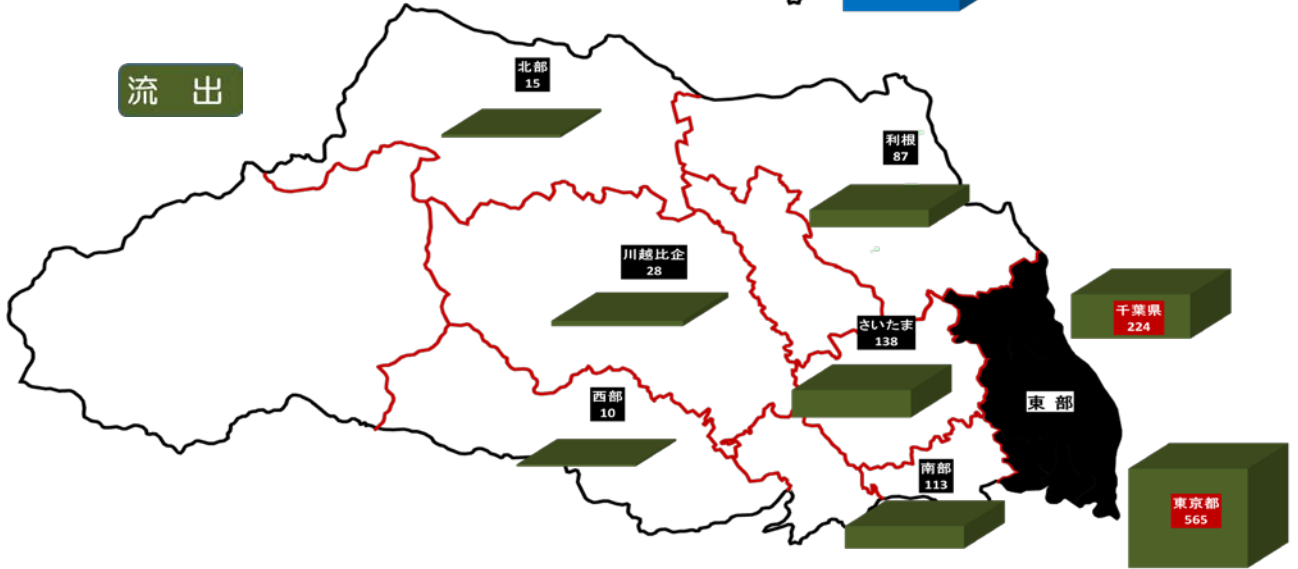 流 出
北部
15
利根
87
川越比企
28
千葉県
224
さいたま
138
西部
10
東 部
南部
113
東京都
565